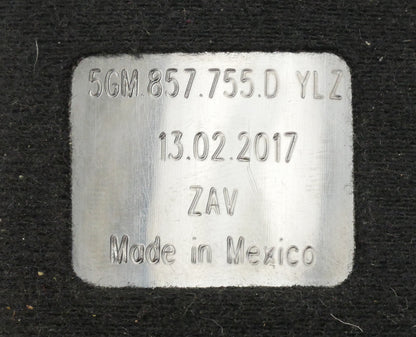 5GM.857.755.D YLZ
13.02.2017
ZAV
Made in Mexico